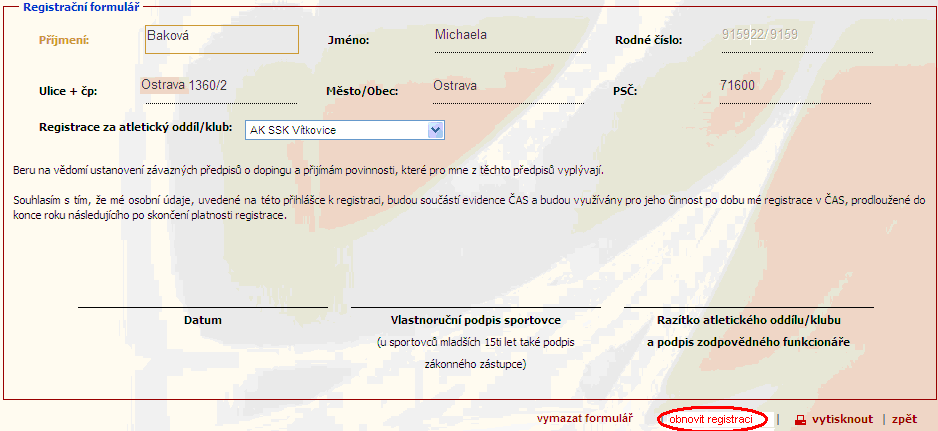 Registrační formulář
Příjmení: Baková Jméno: Michaela Rodné číslo: 915922/9159
Ulice + čp: Ostrava 1360/2 Město/Obec: Ostrava PSČ: 71600
Registrace za atletický oddíl/klub: AK SSK Vítkovice
Beru na vědomí ustanovení závazných předpisů o dopingu a přijímám povinnosti, které pro mne z těchto předpisů vyplývají.
Souhlasím s tím, že mé osobní údaje, uvedené na této přihlášce k registraci, budou součástí evidence ČAS a budou využívány pro jeho činnost po dobu mé registrace v ČAS, prodloužené do
konce roku následujícího po skončení platnosti registrace.
Datum Vlastnoruční podpis sportovce Razítko atletického oddílu/klubu
(u sportovců mladších 15ti let také podpis a podpis zodpovědného funkcionáře
zákonného zástupce)
vymazat formulář | obnovit registraci | vytisknout | zpět